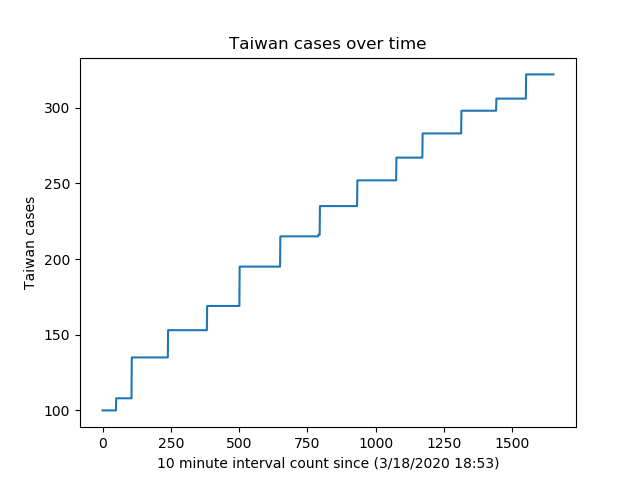 Taiwan cases over time
Taiwan cases
300
250
200
150
100
0 250 500 750 1000 1250 1500
10 minute interval count since (3/18/2020 18:53)